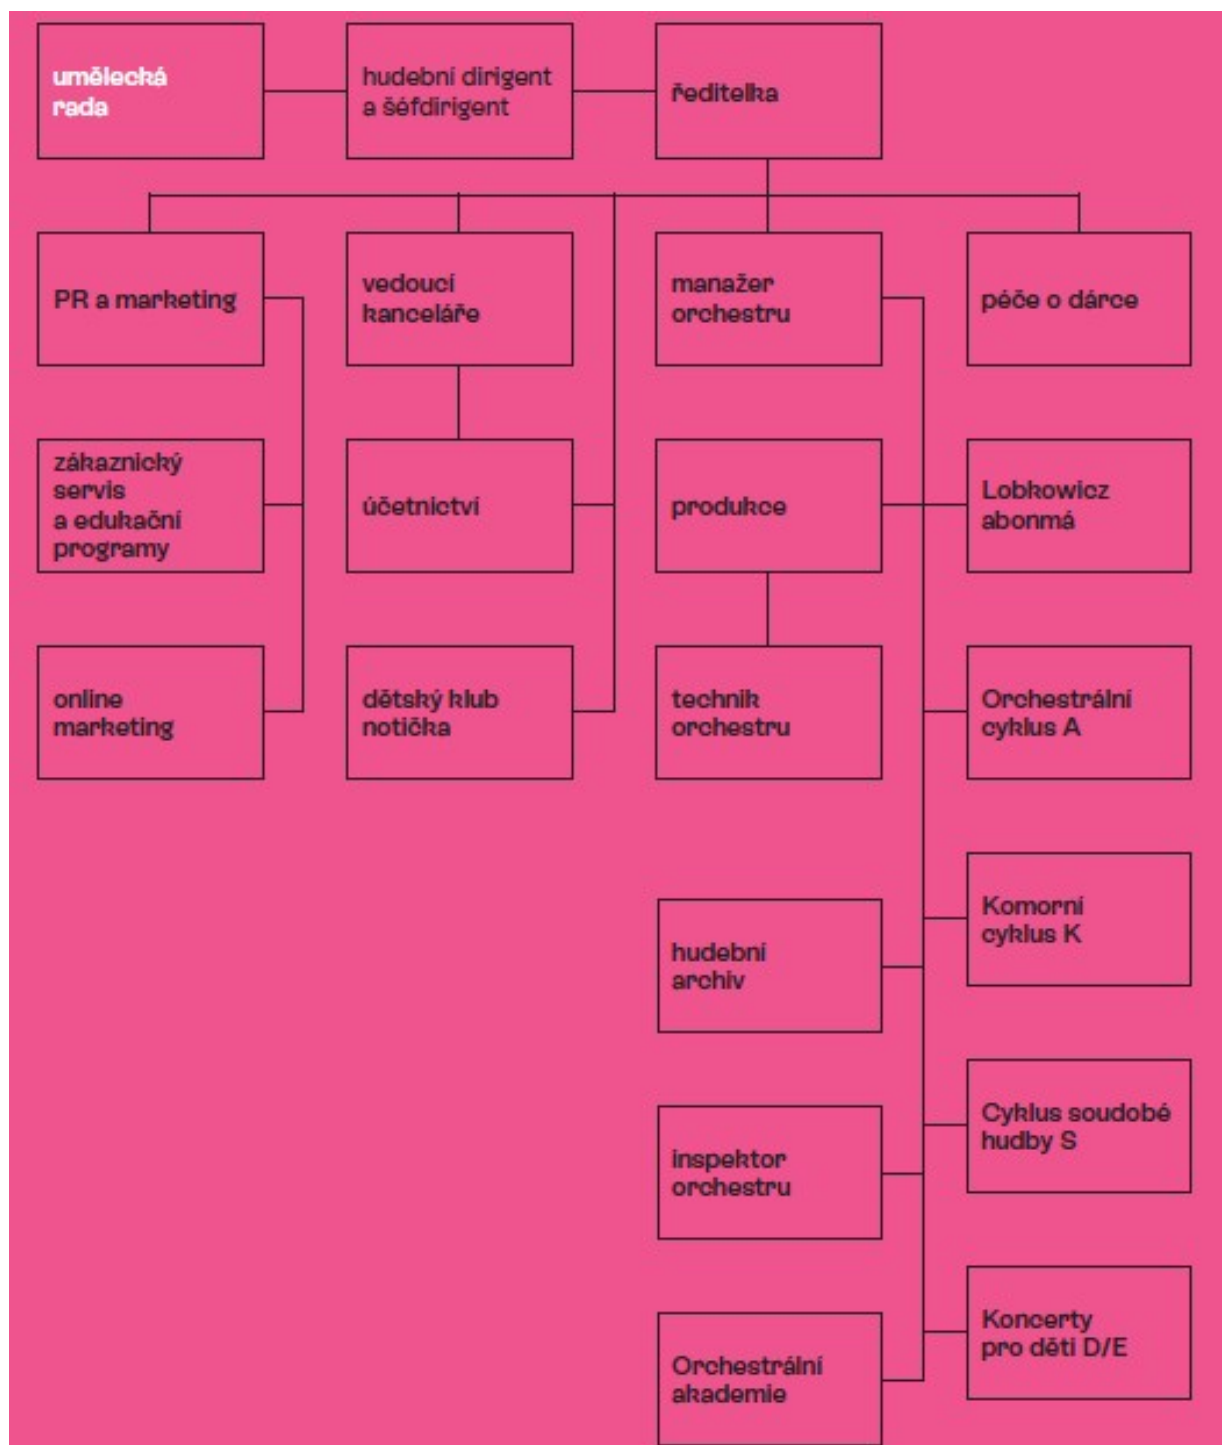 umělecká
rada
hudební dirigent
a šéfdirigent
ředitelka
PR a marketing
vedoucí
kanceláře
manažer
orchestru
péče o dárce
zákaznický
servis
a edukační
programy
účetnictví
produkce
Lobkowicz
abonmá
online
marketing
dětský klub
notička
technik
orchestru
Orchestrální
cyklus A
Komorní
cyklus K
hudební
archiv
Cyklus soudobé
hudby S
inspektor
orchestru
Koncerty
pro děti D/E
Orchestrální
akademie